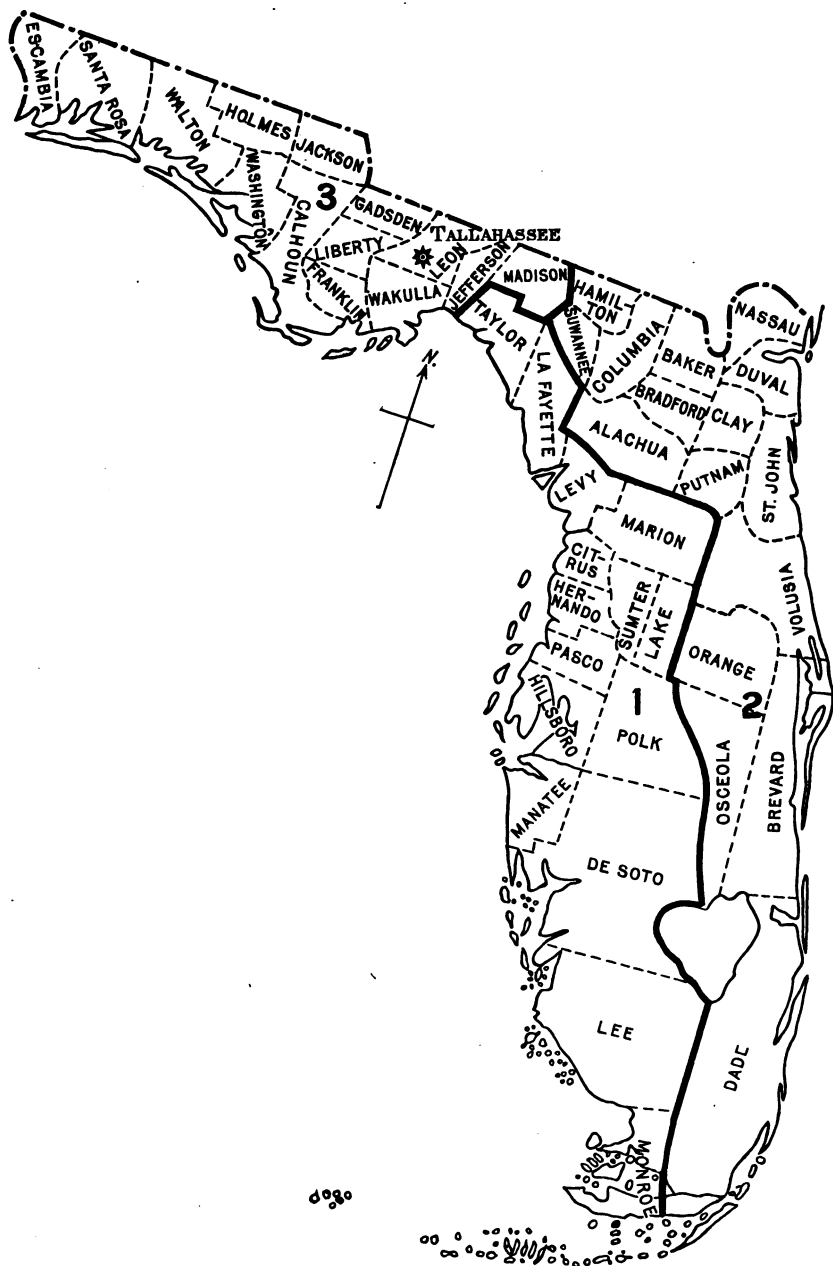 ESCAMBIA
SANTA ROSA
WALTON
HOLMES
JACKSON
WASHINGTON
3
CALHOUN
GADSDEN
TALLAHASSEE
LIBERTY
LEON
FRANKLIN
WAKULLA
JEFFERSON
MADISON
HAMIL-
TON
TAYLOR
SUWANNEE
COLUMBIA
NASSAU
BAKER
DUVAL
LA FAYETTE
BRADFORD
CLAY
N.
ALACHUA
PUTNAM
ST. JOHN
LEVY
MARION
CIT-
RUS
HER-
NANDO
SUMTER
LAKE
VOLUSIA
PASCO
ORANGE
HILLSBORO
1
2
POLK
OSCEOLA
BREVARD
MANATEE
DE SOTO
LEE
DADE
MONROE